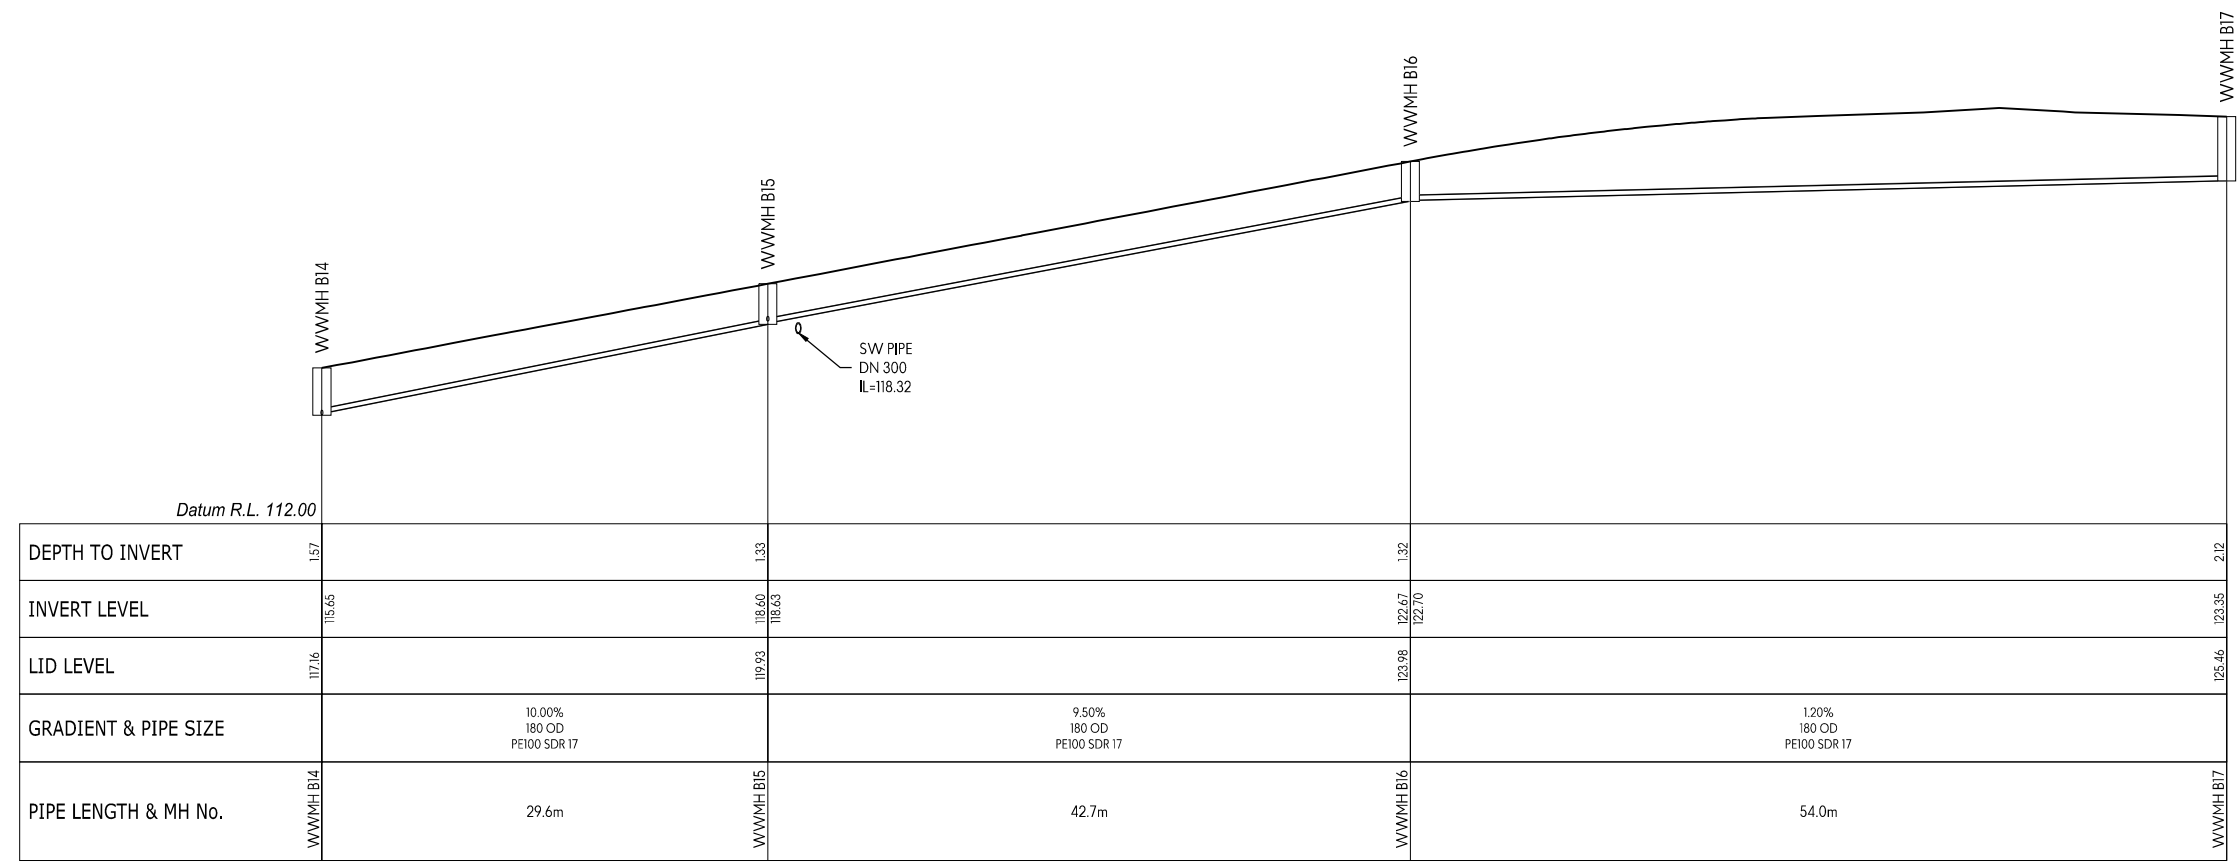 WWMH B17
WWMH B16
WWMH B15
WWMH B14
SW PIPE
DN 300
IL=118.32
Datum R.L. 112.00
DEPTH TO INVERT 1.57 1.33 1.32 2.12
INVERT LEVEL 115.65 118.60 118.63 122.67 122.70 123.35
LID LEVEL 117.16 119.93 123.98 125.46
GRADIENT & PIPE SIZE
10.00%
180 OD
PE100 SDR 17
9.50%
180 OD
PE100 SDR 17
1.20%
180 OD
PE100 SDR 17
PIPE LENGTH & MH No.
WWMH B14
29.6m
WWMH B15
42.7m
WWMH B16
54.0m
WWMH B17